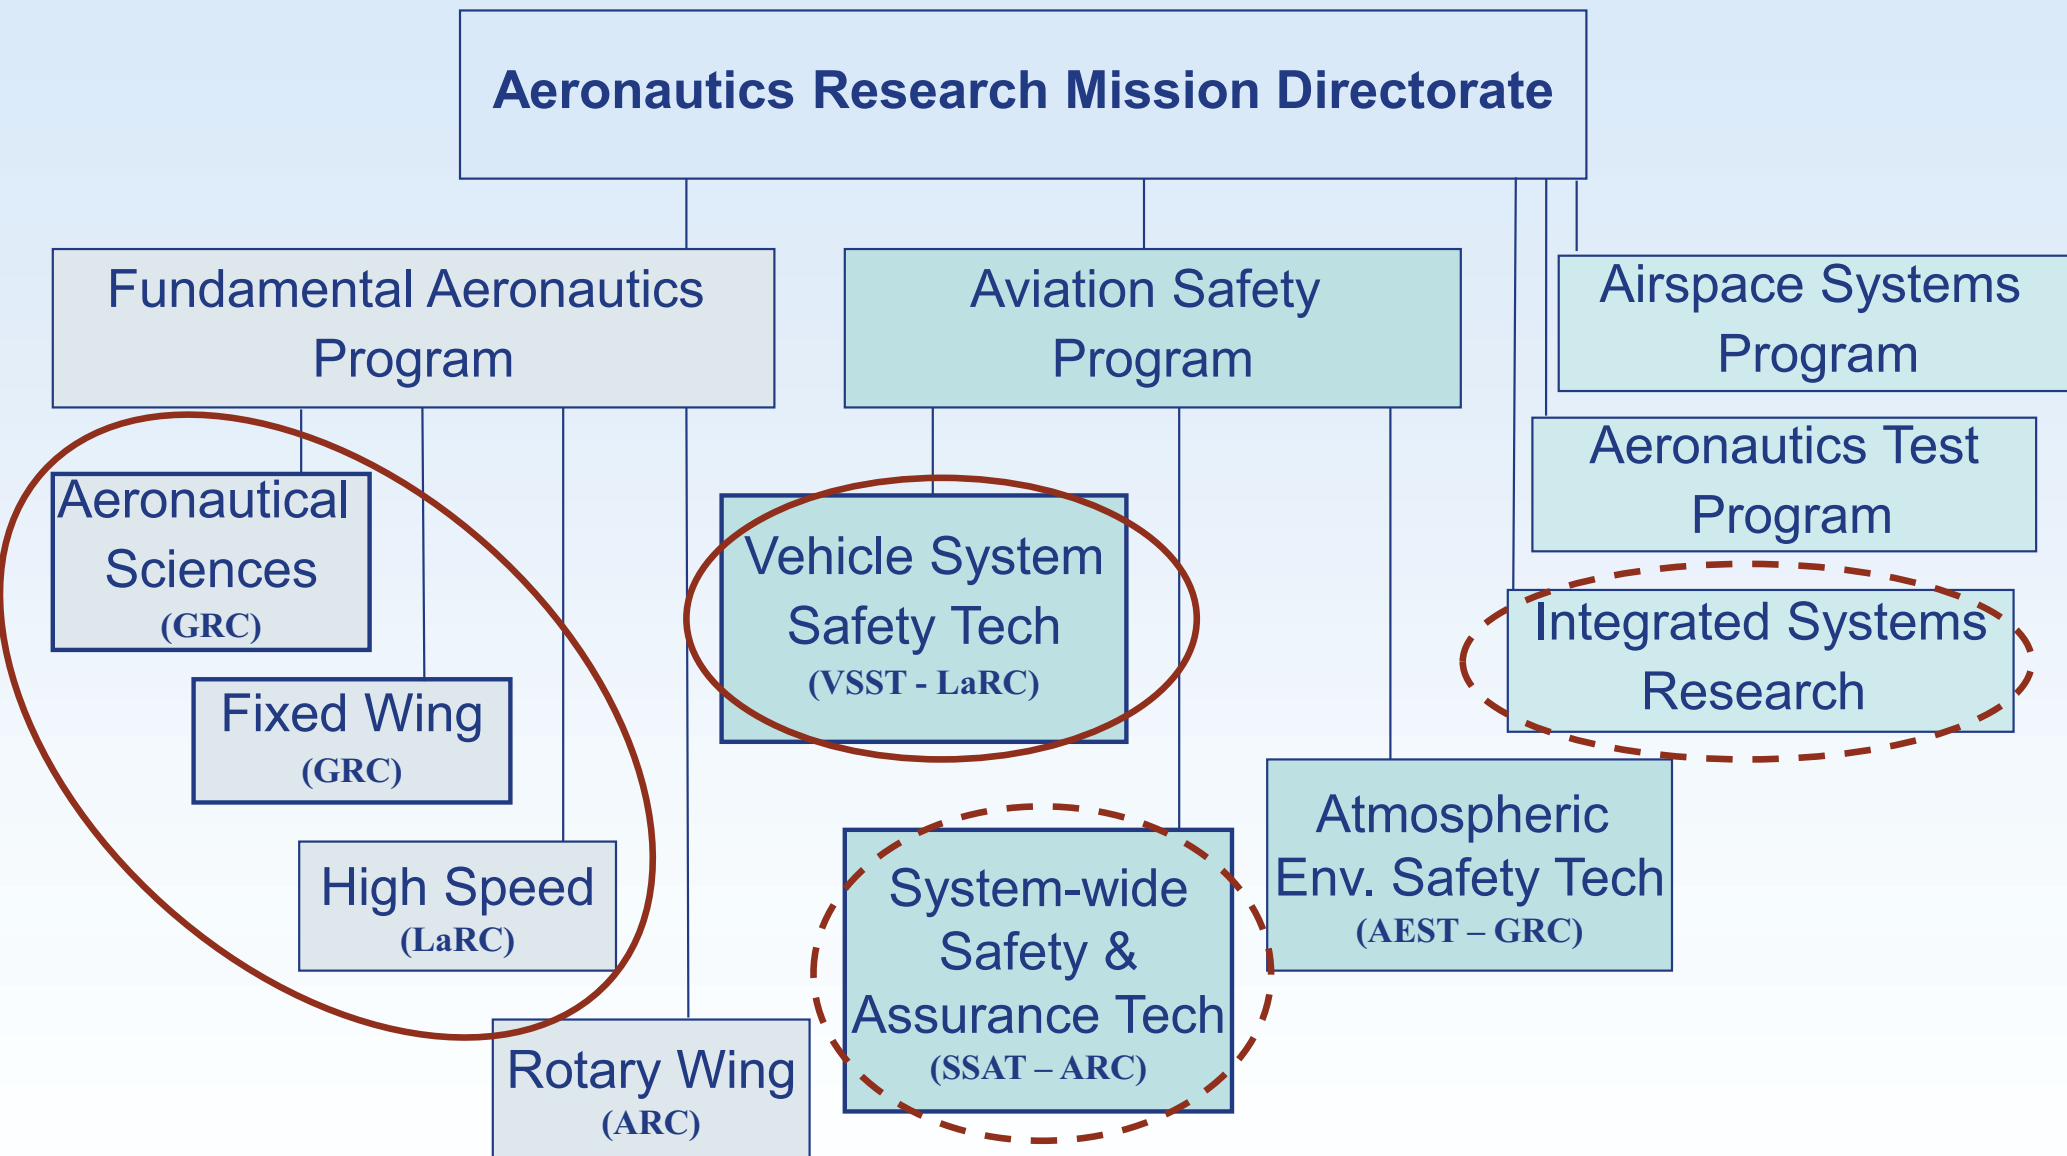 Aeronautics Research Mission Directorate
Fundamental Aeronautics
Program
Aviation Safety
Program
Airspace Systems
Program
Aeronautics Test
Program
Integrated Systems
Research
Aeronautical
Sciences
(GRC)
Fixed Wing
(GRC)
High Speed
(LaRC)
Rotary Wing
(ARC)
Vehicle System
Safety Tech
(VSST - LaRC)
System-wide
Safety &
Assurance Tech
(SSAT – ARC)
Atmospheric
Env. Safety Tech
(AEST – GRC)